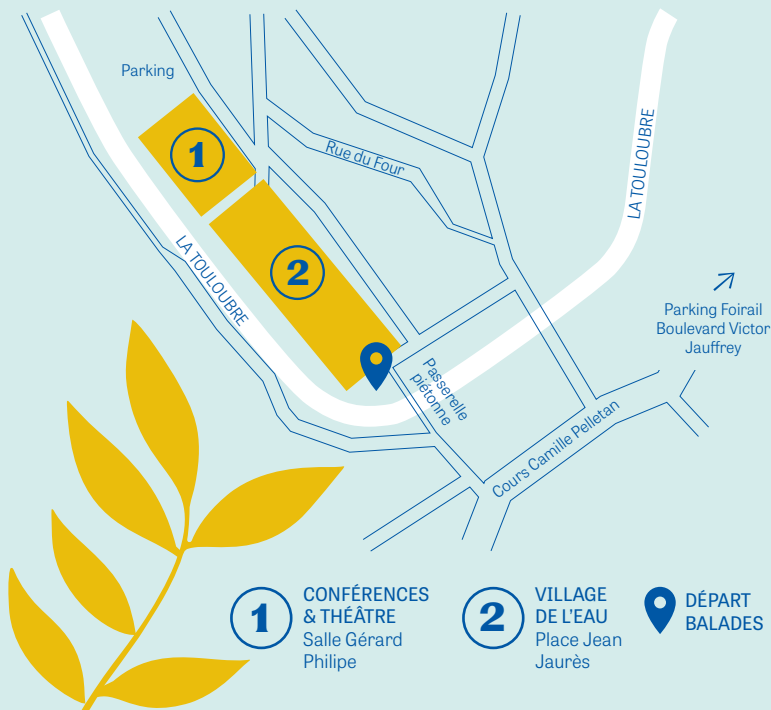 Parking
1
Rue du Four
LA TOULOUBRE
LA TOULOUBRE
2
Parking Foirail
Boulevard Victor
Jauffrey
Passerelle
piétonne
Cours Camille Pelletan
1
CONFÉRENCES
& THÉÂTRE
Salle Gérard
Philipe
2
VILLAGE
DE L'EAU
Place Jean
Jaurès
DÉPART
BALADES